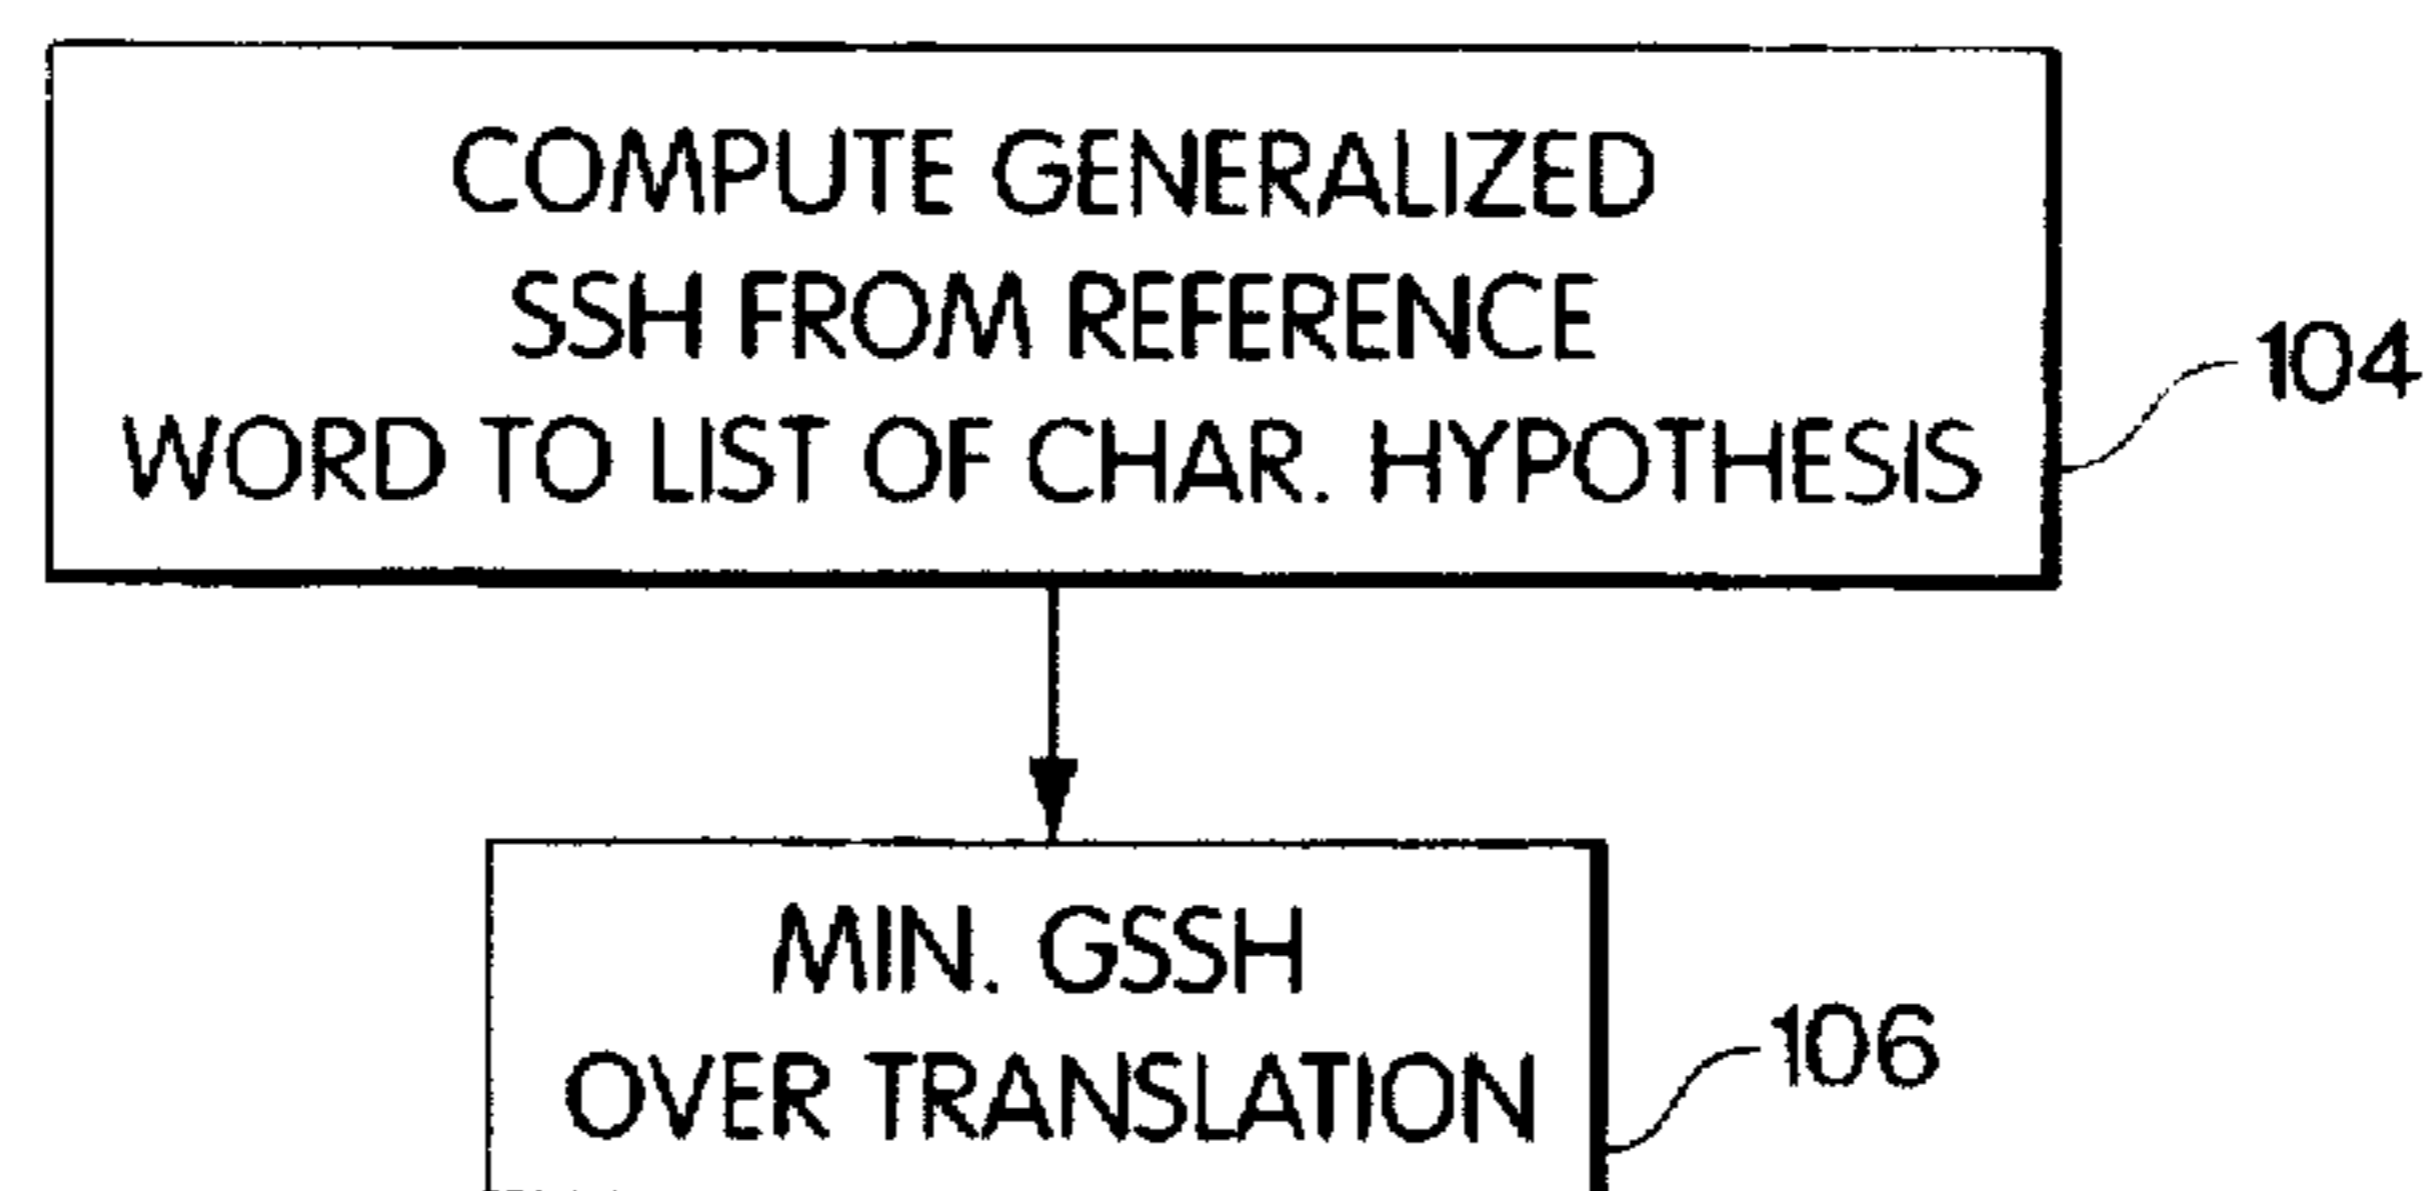 COMPUTE GENERALIZED
SSH FROM REFERENCE
WORD TO LIST OF CHAR. HYPOTHESIS
104
MIN. GSSH
OVER TRANSLATION
106